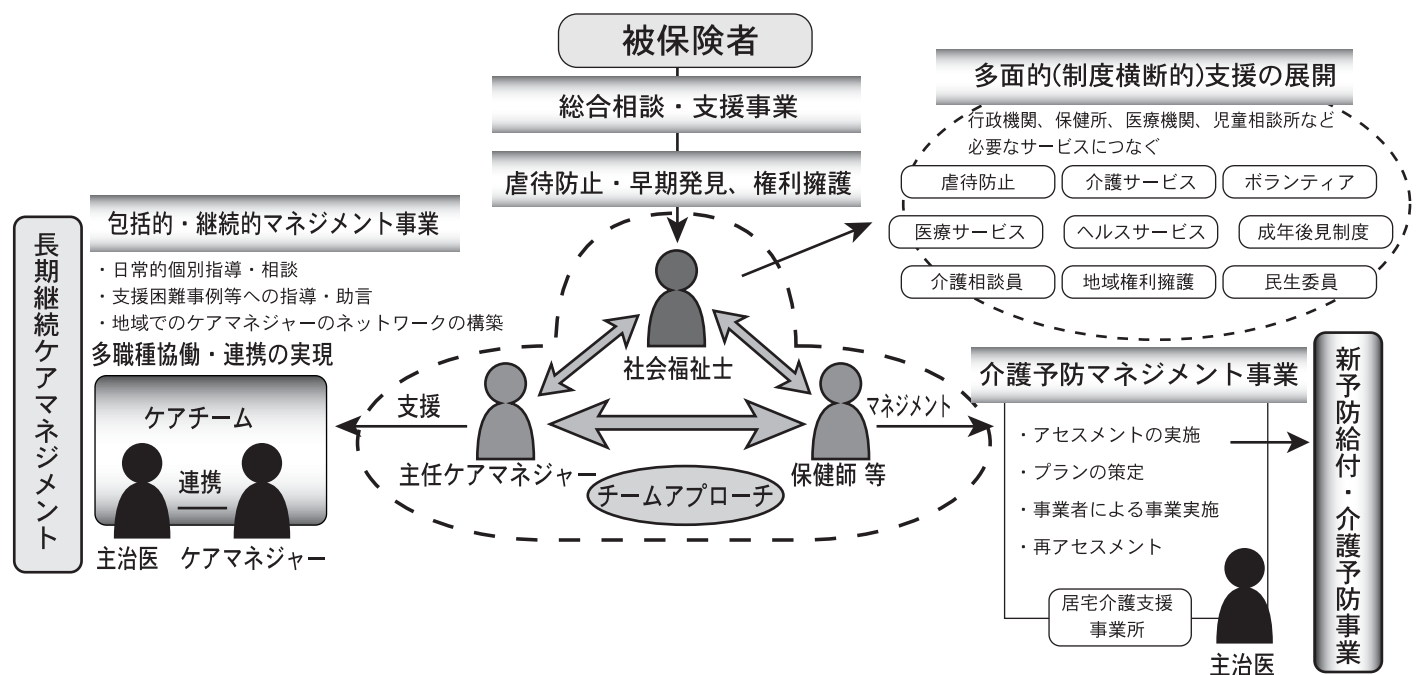 被保険者
総合相談・支援事業
虐待防止・早期発見、権利擁護
多面的(制度横断的)支援の展開
行政機関、保健所、医療機関、児童相談所など
必要なサービスにつなぐ
虐待防止
介護サービス
ボランティア
医療サービス
ヘルスサービス
成年後見制度
介護相談員
地域権利擁護
民生委員
長期継続ケアマネジメント
包括的・継続的マネジメント事業
・日常的個別指導・相談
・支援困難事例等への指導・助言
・地域でのケアマネジャーのネットワークの構築
多職種協働・連携の実現
ケアチーム
連携
主治医
ケアマネジャー
支援
社会福祉士
主任ケアマネジャー
保健師 等
チームアプローチ
マネジメント
介護予防マネジメント事業
・アセスメントの実施
・プランの策定
・事業者による事業実施
・再アセスメント
居宅介護支援
事業所
主治医
新予防給付・介護予防事業